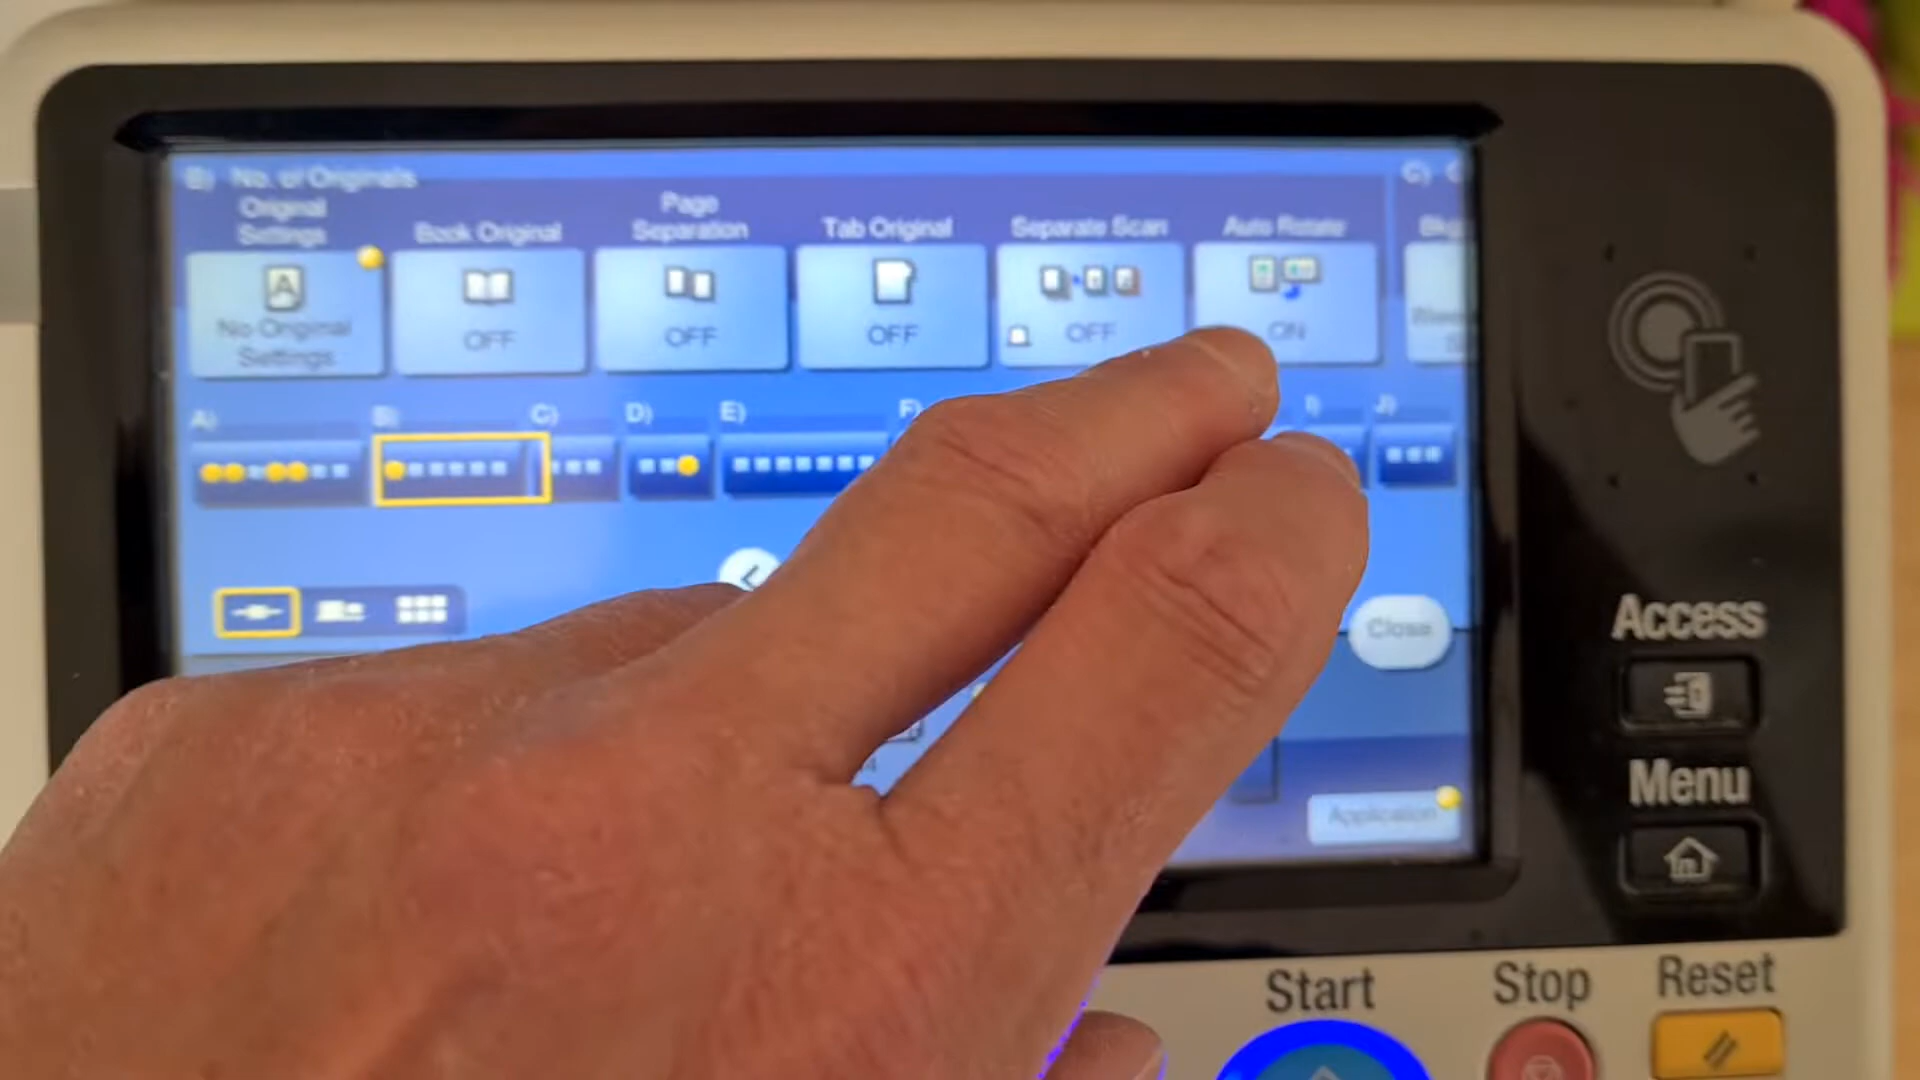 B) No. of Originals
Original Settings
Book Original
Page Separation
Tab Original
Separate Scan
Auto Rotate
C)
No Original Settings
OFF
OFF
OFF
OFF
ON
A)
B)
C)
D)
E)
F)
I)
J)
Close
Application
Access
Menu
Start
Stop
Reset